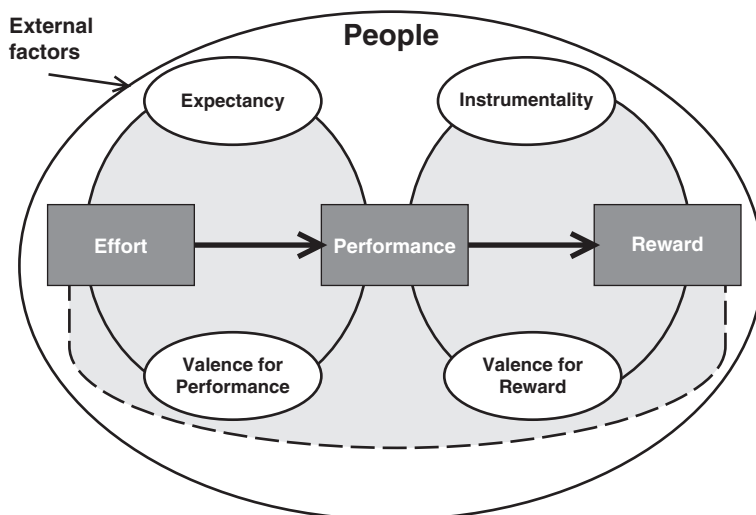 External
factors
People
Expectancy
Instrumentality
Effort
Performance
Reward
Valence for
Performance
Valence for
Reward